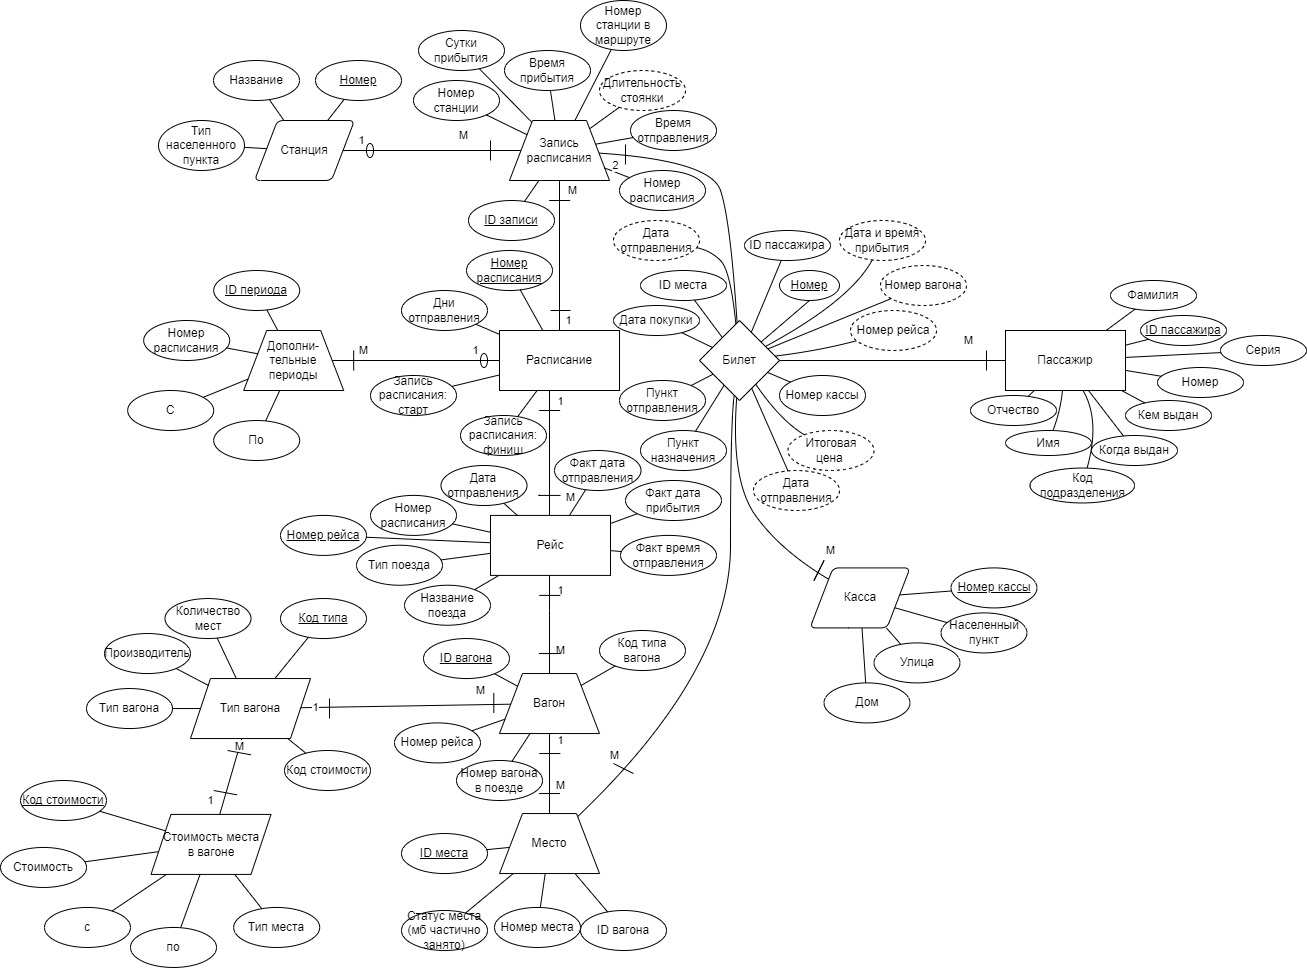 Номер
станции в
маршруте
Сутки
прибытия
Время
прибытия
Длительность
стоянки
Название
Номер
Номер
станции
Время
отправления
Тип
населенного
пункта
Станция
1
М
Запись
расписания
2
Номер
расписания
М
ID записи
Дата
отправления
ID пассажира
Дата и время
прибытия
Номер
расписания
ID периода
ID места
Номер
Номер вагона
Фамилия
Дни
отправления
1
Дата покупки
Номер рейса
ID пассажира
Номер
расписания
Дополни-
тельные
периоды
М
1
Расписание
Билет
М
Пассажир
Серия
Номер
С
Запись
расписания:
старт
1
Пункт
отправления
Номер кассы
Отчество
Кем выдан
По
Запись
расписания:
финиш
Пункт
назначения
Итоговая
цена
Имя
Когда выдан
Факт дата
отправления
Дата
отправления
М
Факт дата
прибытия
Дата
отправления
Код
подразделения
Номер
расписания
Номер рейса
Рейс
Факт время
отправления
М
Тип поезда
Название
поезда
1
Касса
Номер кассы
Населенный
пункт
Улица
Дом
Количество
мест
Код типа
Производитель
ID вагона
М
Код типа
вагона
Тип вагона
Тип вагона
1
М
Вагон
Номер рейса
1
М
Код стоимости
Номер вагона
в поезде
М
М
1
Код стоимости
Стоимость места
в вагоне
Место
Стоимость
ID места
с
по
Тип места
Статус места
(мб частично
занято)
Номер места
ID вагона